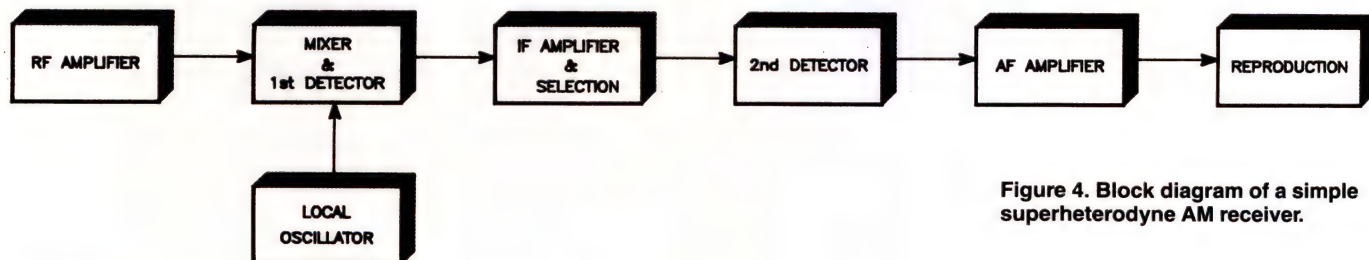 RF AMPLIFIER
MIXER
&
1st DETECTOR
IF AMPLIFIER
&
SELECTION
2nd DETECTOR
AF AMPLIFIER
REPRODUCTION
LOCAL
OSCILLATOR
Figure 4. Block diagram of a simple
superheterodyne AM receiver.